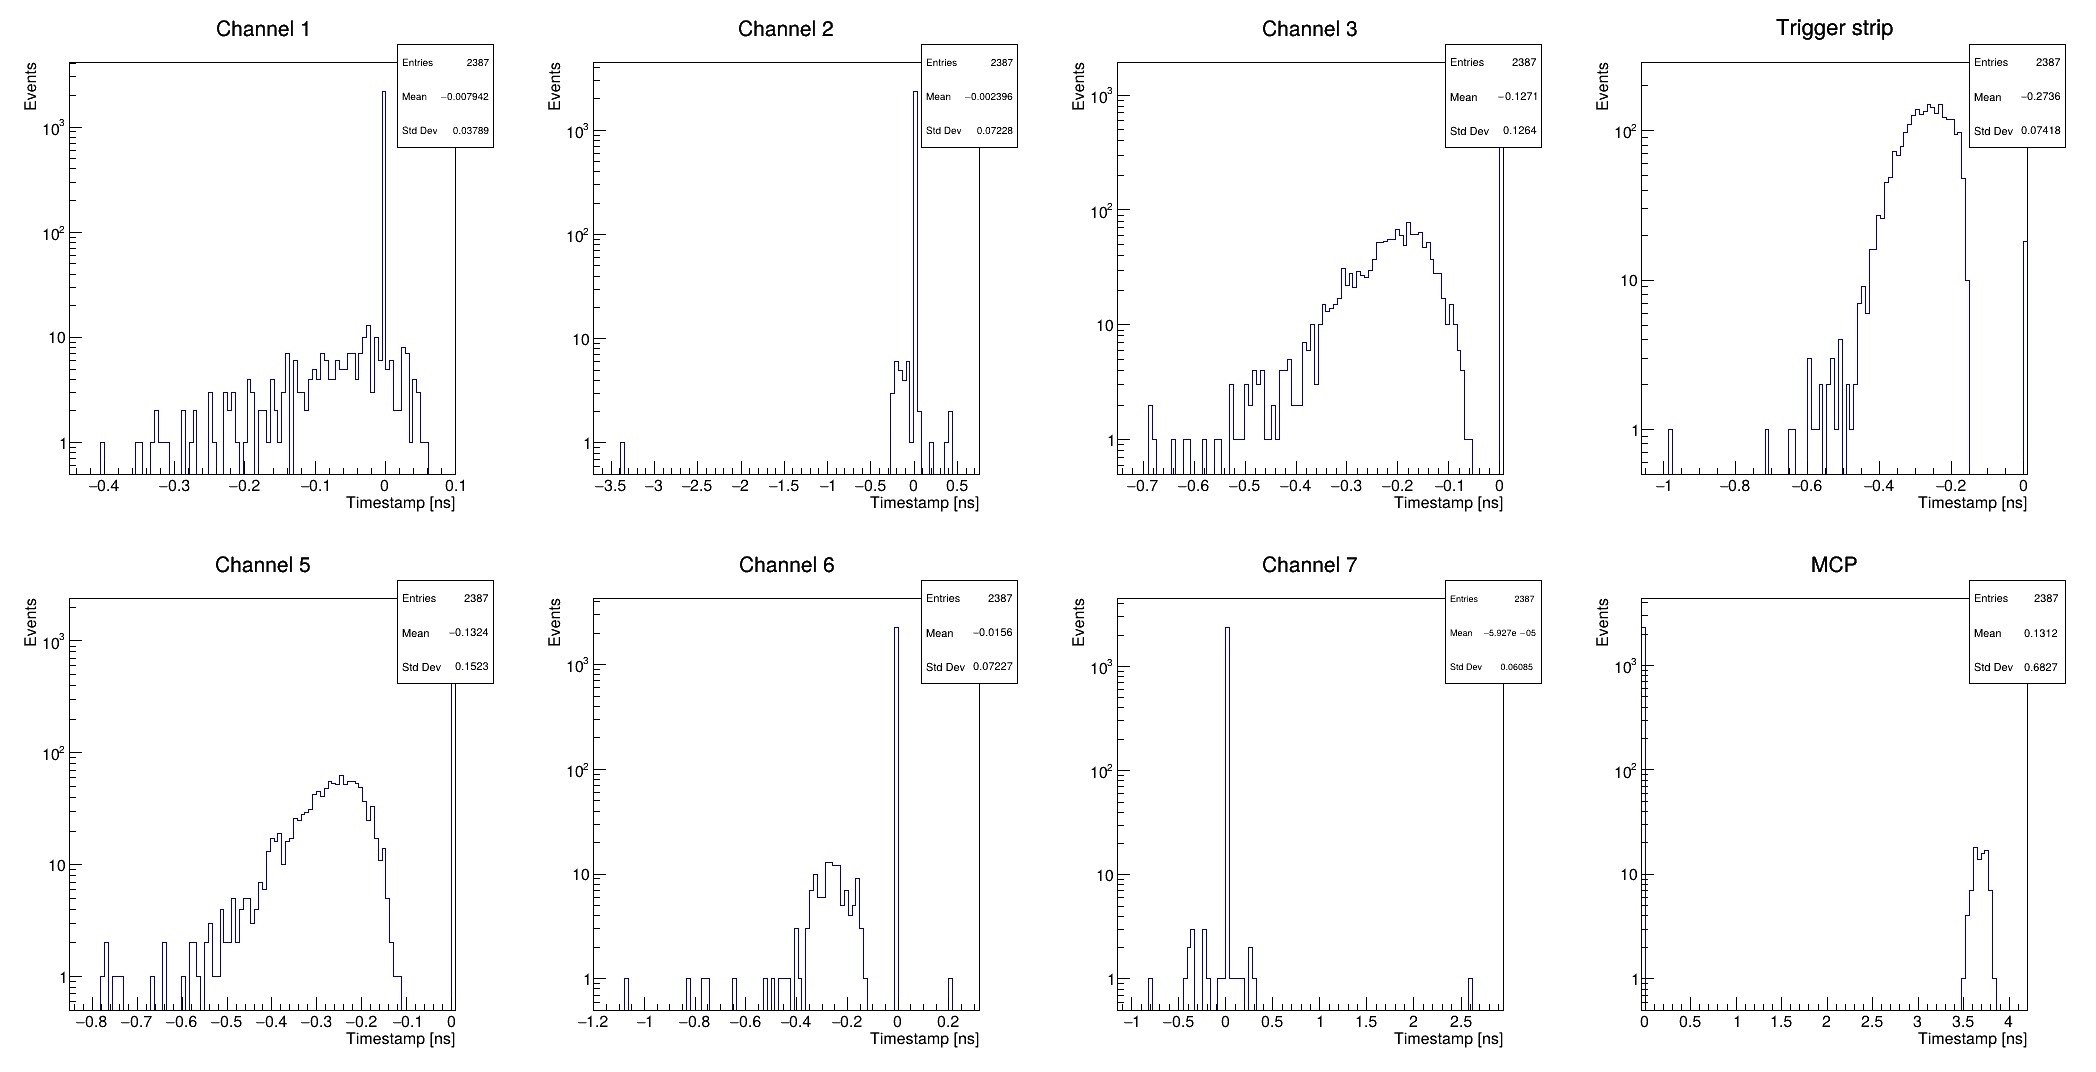 Channel 1
Events
Entries 2387
Mean −0.007942
Std Dev 0.03789
10³
10²
10
1
−0.4 −0.3 −0.2 −0.1 0 0.1
Timestamp [ns]
Channel 2
Events
Entries 2387
Mean −0.002396
Std Dev 0.07228
10³
10²
10
1
−3.5 −3 −2.5 −2 −1.5 −1 −0.5 0 0.5
Timestamp [ns]
Channel 3
Events
Entries 2387
Mean −0.1271
Std Dev 0.1264
10³
10²
10
1
−0.7 −0.6 −0.5 −0.4 −0.3 −0.2 −0.1 0
Timestamp [ns]
Trigger strip
Events
Entries 2387
Mean −0.2736
Std Dev 0.07418
10²
10
1
−1 −0.8 −0.6 −0.4 −0.2 0
Timestamp [ns]
Channel 5
Events
Entries 2387
Mean −0.1324
Std Dev 0.1523
10³
10²
10
1
−0.8 −0.7 −0.6 −0.5 −0.4 −0.3 −0.2 −0.1 0
Timestamp [ns]
Channel 6
Events
Entries 2387
Mean −0.0156
Std Dev 0.07227
10³
10²
10
1
−1.2 −1 −0.8 −0.6 −0.4 −0.2 0 0.2
Timestamp [ns]
Channel 7
Events
Entries 2387
Mean −5.927e −05
Std Dev 0.06085
10³
10²
10
1
−1 −0.5 0 0.5 1 1.5 2 2.5
Timestamp [ns]
MCP
Events
Entries 2387
Mean 0.1312
Std Dev 0.6827
10³
10²
10
1
0 0.5 1 1.5 2 2.5 3 3.5 4
Timestamp [ns]